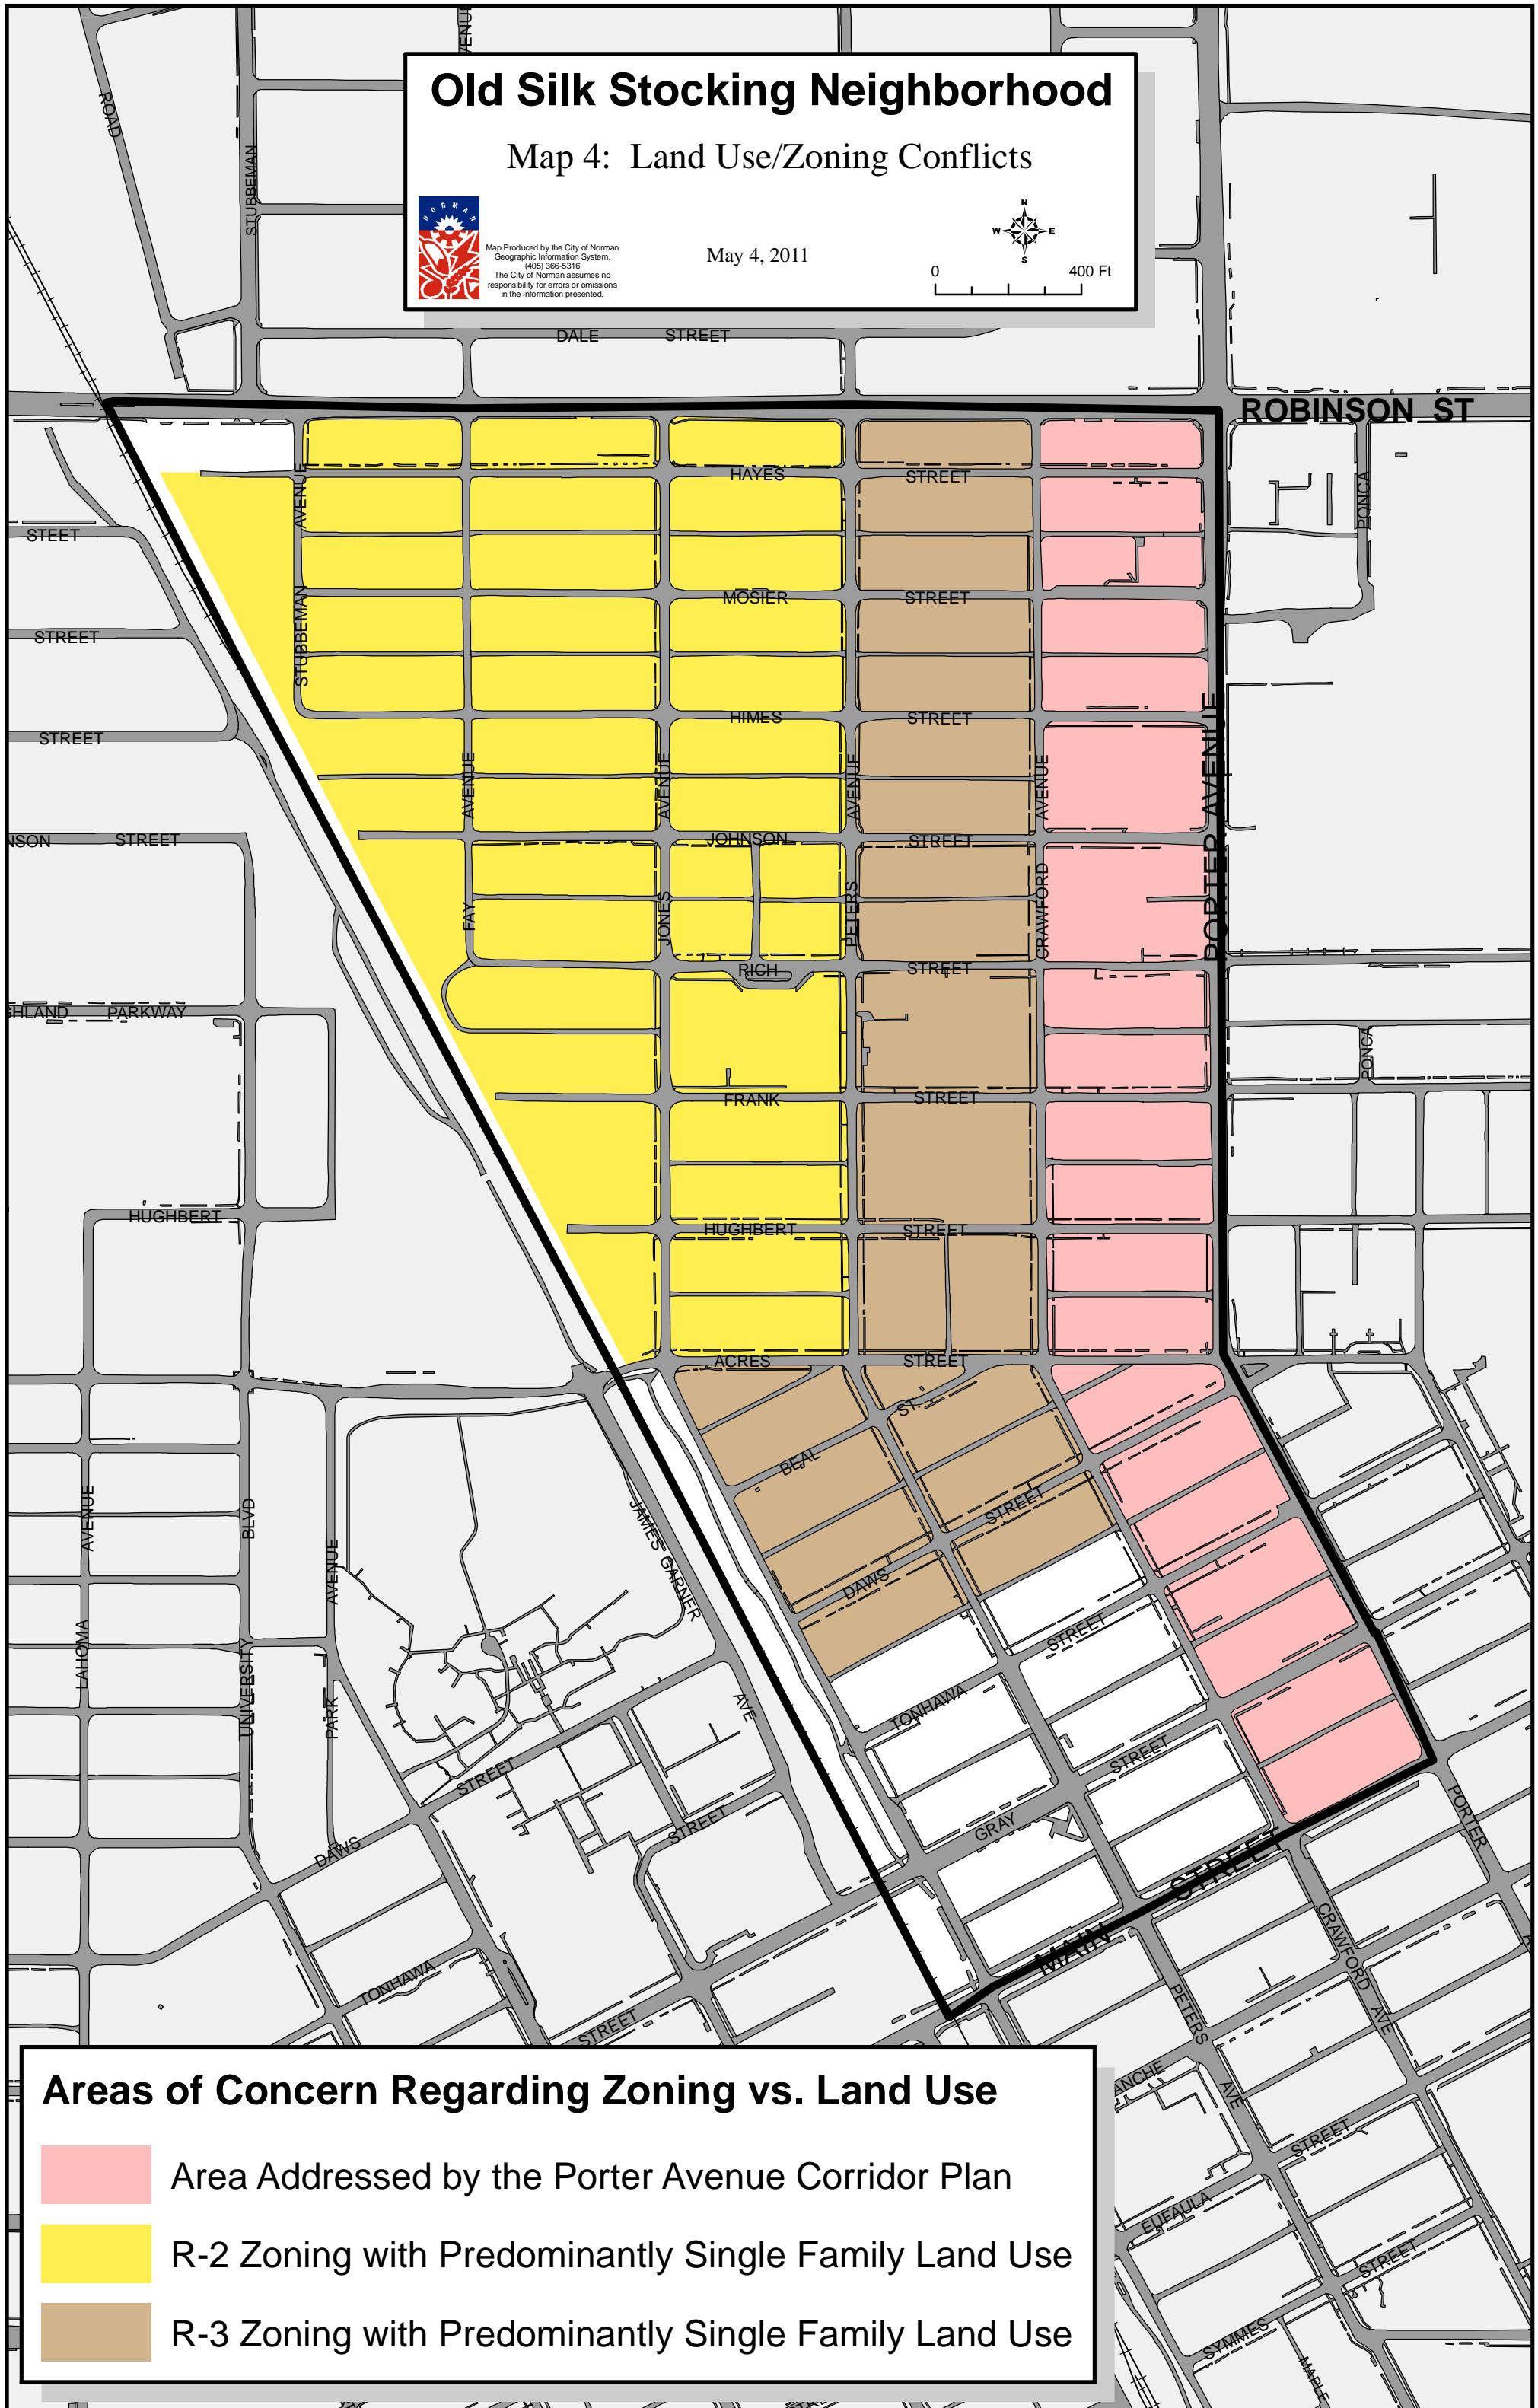 Old Silk Stocking Neighborhood
Map 4: Land Use/Zoning Conflicts
NORMAN
Map Produced by the City of Norman
Geographic Information System.
(405) 366-5316
The City of Norman assumes no
responsibility for errors or omissions
in the information presented.
May 4, 2011
N
W E
S
0 400 Ft
ROAD
STUBBEMAN
VENUE
DALE STREET
ROBINSON ST
HAYES STREET
AVENUE
PONCA
STEET
STUBBEMAN
MOSIER STREET
STREET
HIMES STREET
STREET
PORTER AVENUE
AVENUE
AVENUE
AVENUE
AVENUE
NSON STREET
JOHNSON STREET
FAY
JONES
PETERS
CRAWFORD
RICH STREET
HLAND PARKWAY
PONCA
FRANK STREET
HUGHBERT
HUGHBERT STREET
ACRES STREET
ST.
BEAL
STREET
AVENUE
BLVD
AVENUE
JAMES GARNER
AVE
DAWS
STREET
LAHOMA
UNIVERSITY
PARK
TONHAWA
STREET
STREET
GRAY
STREET
DAWS
PORTER
MAIN STREET
TONHAWA
STREET
CRAWFORD AVE
PETERS AVE
ANCHE
STREET
EUFAULA
STREET
SYMMES
MAPLE
Areas of Concern Regarding Zoning vs. Land Use
Area Addressed by the Porter Avenue Corridor Plan
R-2 Zoning with Predominantly Single Family Land Use
R-3 Zoning with Predominantly Single Family Land Use